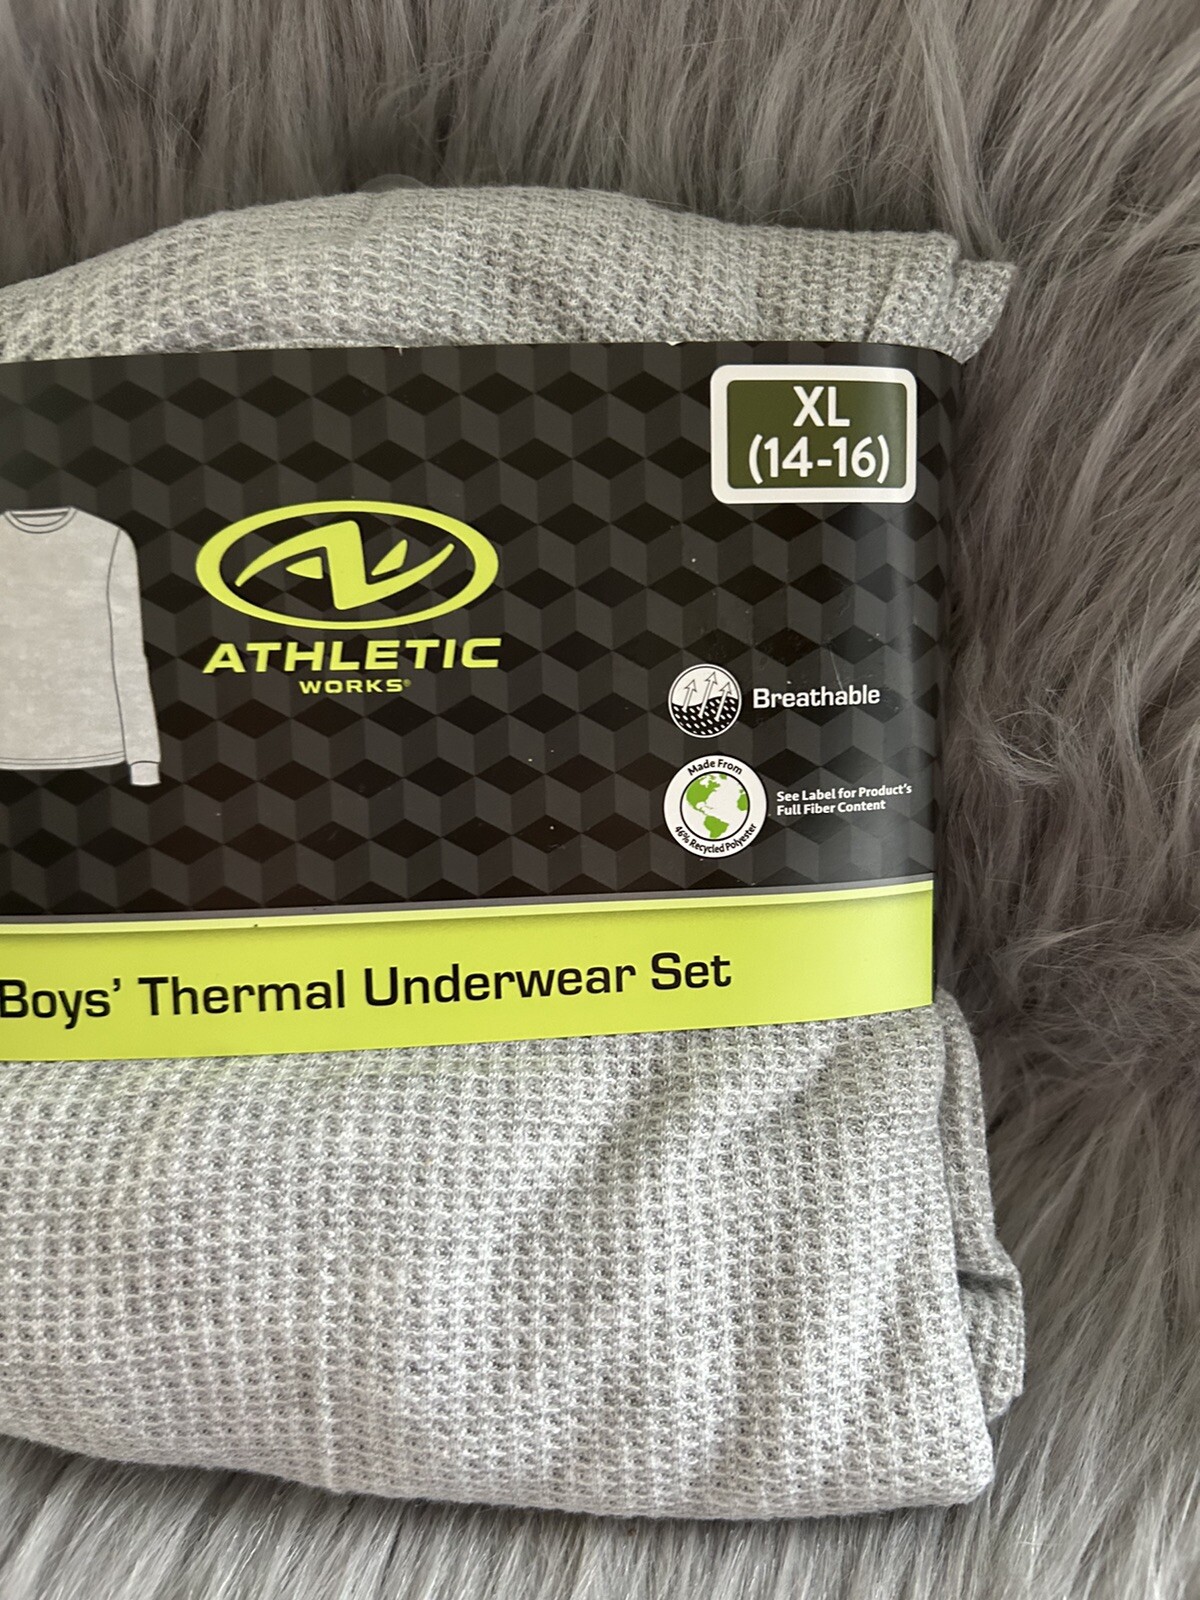 XL
(14-16)
ATHLETIC
WORKS®
Breathable
Made From
46% Recycled Polyester
See Label for Product's
Full Fiber Content
Boys' Thermal Underwear Set